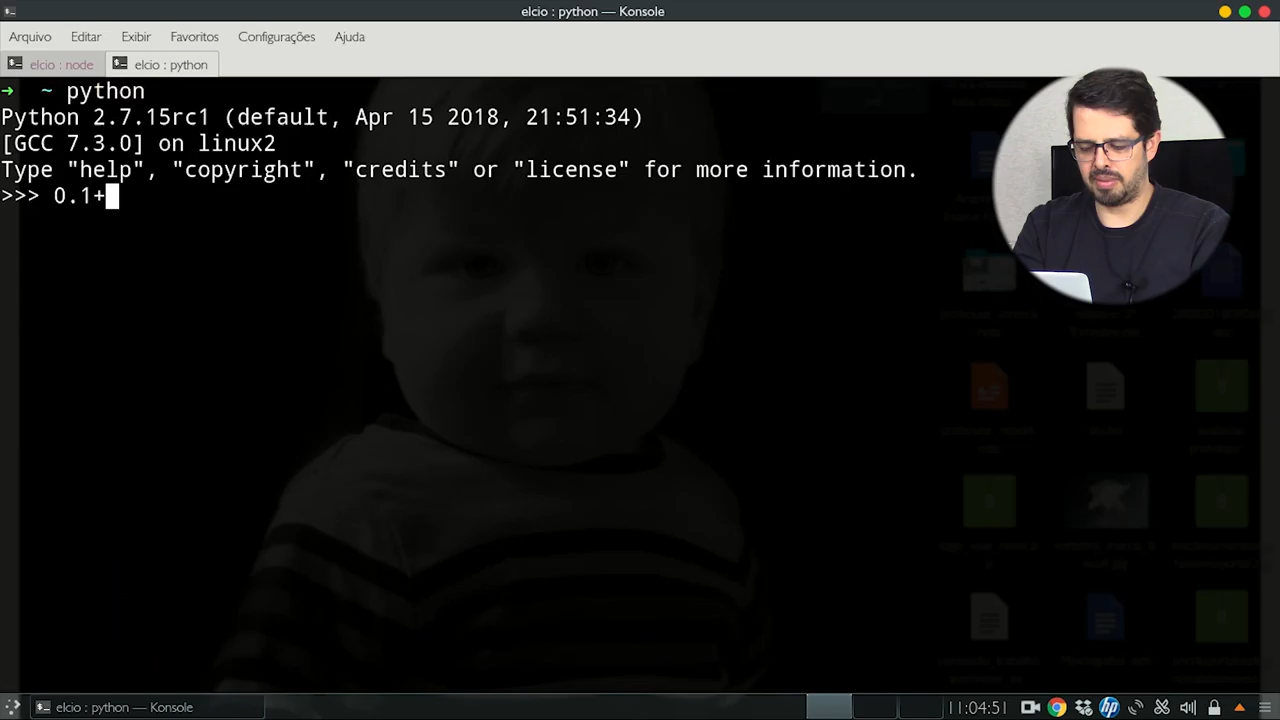 elcio : python — Konsole
Arquivo Editar Exibir Favoritos Configurações Ajuda
elcio : node elcio : python
➜ ~ python
Python 2.7.15rc1 (default, Apr 15 2018, 21:51:34)
[GCC 7.3.0] on linux2
Type "help", "copyright", "credits" or "license" for more information.
>>> 0.1+
elcio : python — Konsole 11:04:51